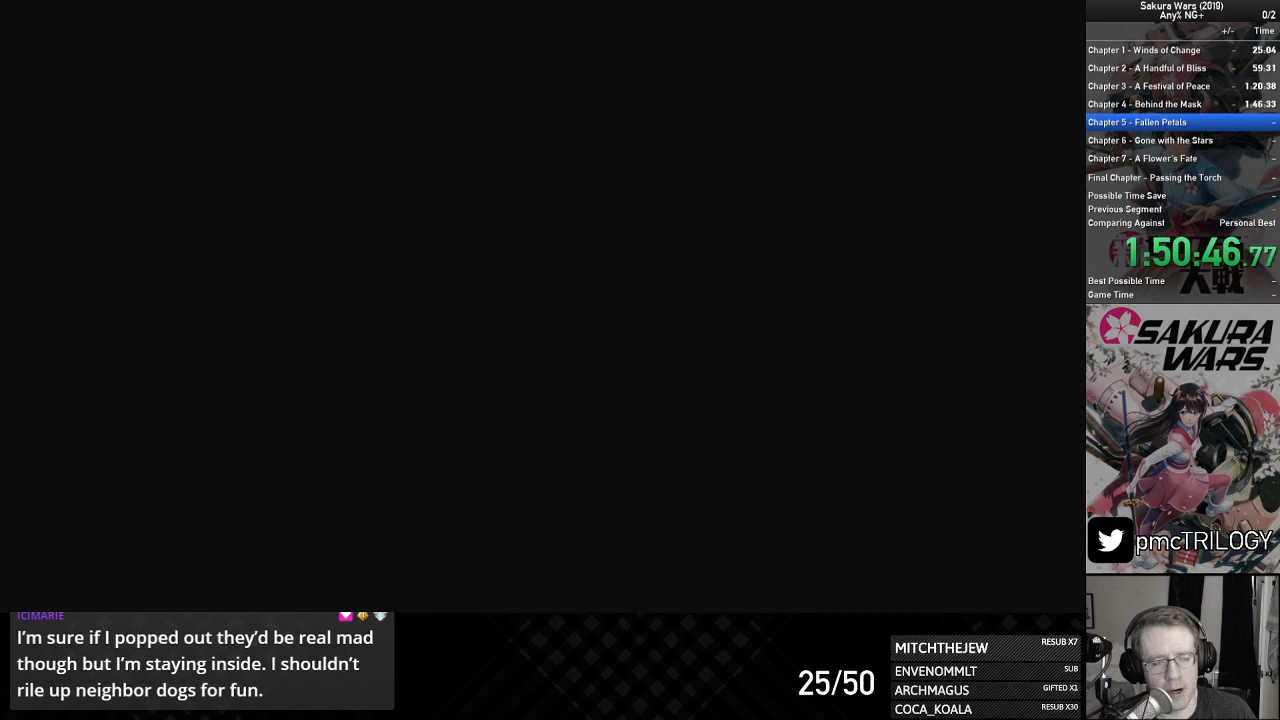 Sakura Wars (2019)
Any% NG+ 0/2
+/- Time
Chapter 1 - Winds of Change - 25.04
Chapter 2 - A Handful of Bliss - 59.31
Chapter 3 - A Festival of Peace - 1:20.38
Chapter 4 - Behind the Mask - 1:46.33
Chapter 5 - Fallen Petals -
Chapter 6 - Gone with the Stars -
Chapter 7 - A Flower's Fate -
Final Chapter - Passing the Torch -
Possible Time Save -
Previous Segment -
Comparing Against Personal Best
1:50:46.77
大戦
Best Possible Time -
Game Time -
SAKURA
WARS
pmcTRILOGY
ICIMARIE
I'm sure if I popped out they'd be real mad
though but I'm staying inside. I shouldn't
rile up neighbor dogs for fun.
25/50
MITCHTHEJEW RESUB X7
ENVENOMMLT SUB
ARCHMAGUS GIFTED X1
COCA_KOALA RESUB X30